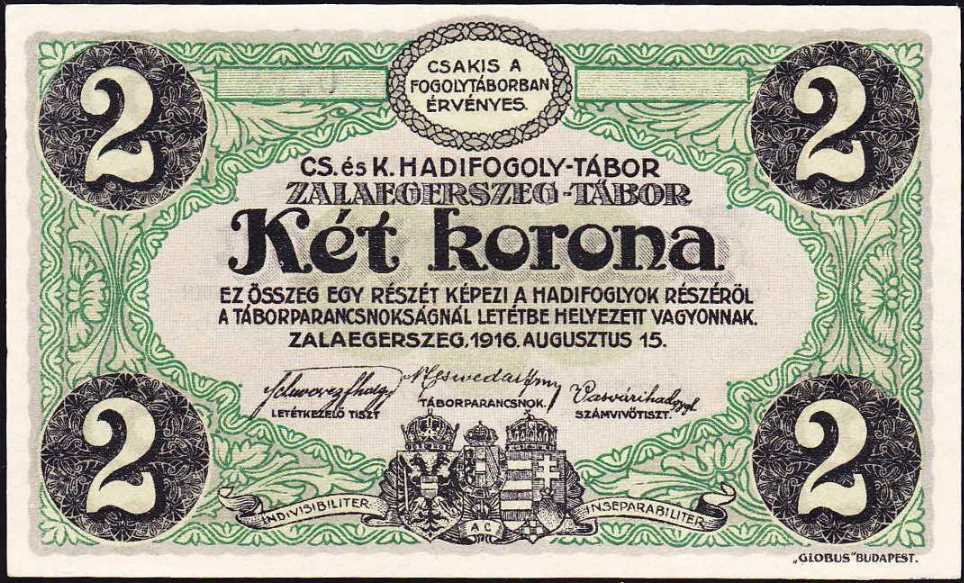 2
2
CSAKIS A
FOGOLYTÁBORBAN
ÉRVÉNYES.
CS. és K. HADIFOGOLY-TÁBOR
ZALAEGERSZEG-TÁBOR
Két korona
EZ ÖSSZEG EGY RÉSZÉT KÉPEZI A HADIFOGLYOK RÉSZÉRŐL
A TÁBORPARANCSNOKSÁGNÁL LETÉTBE HELYEZETT VAGYONNAK.
ZALAEGERSZEG, 1916. AUGUSZTUS 15.
LETÉTKEZELŐ TISZT
TÁBORPARANCSNOK.
SZÁMVIVŐTISZT.
2
2
INDIVISIBILITER
AC
INSEPARABILITER
„GLOBUS" BUDAPEST.